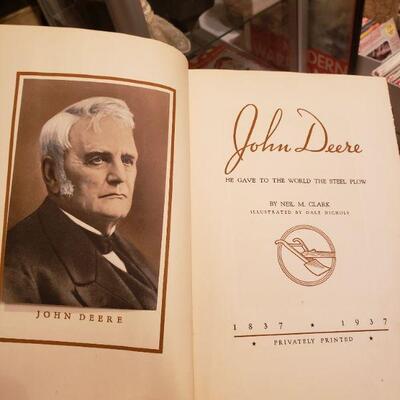 JOHN DEERE
John Deere
HE GAVE TO THE WORLD THE STEEL PLOW
BY NEIL M. CLARK
ILLUSTRATED BY DALE NICHOLS
1837 ★ 1937
★ PRIVATELY PRINTED ★